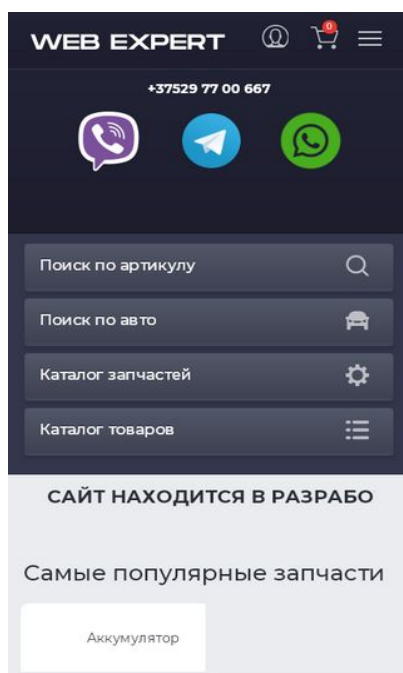 WEB EXPERT
0
+37529 77 00 667
Поиск по артикулу
Поиск по авто
Каталог запчастей
Каталог товаров
САЙТ НАХОДИТСЯ В РАЗРАБО
Самые популярные запчасти
Аккумулятор